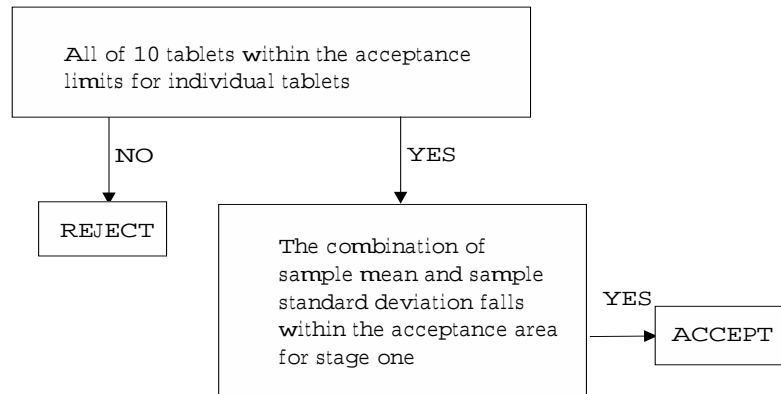 All of 10 tablets within the acceptance
limits for individual tablets
NO
YES
REJECT
The combination of
sample mean and sample
standard deviation falls
within the acceptance area
for stage one
YES
ACCEPT